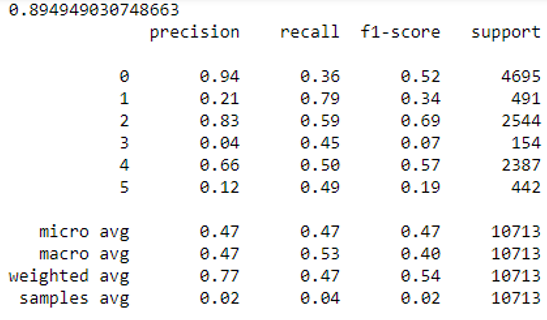 0.894949030748663
precision recall f1-score support
0 0.94 0.36 0.52 4695
1 0.21 0.79 0.34 491
2 0.83 0.59 0.69 2544
3 0.04 0.45 0.07 154
4 0.66 0.50 0.57 2387
5 0.12 0.49 0.19 442
micro avg 0.47 0.47 0.47 10713
macro avg 0.47 0.53 0.40 10713
weighted avg 0.77 0.47 0.54 10713
samples avg 0.02 0.04 0.02 10713